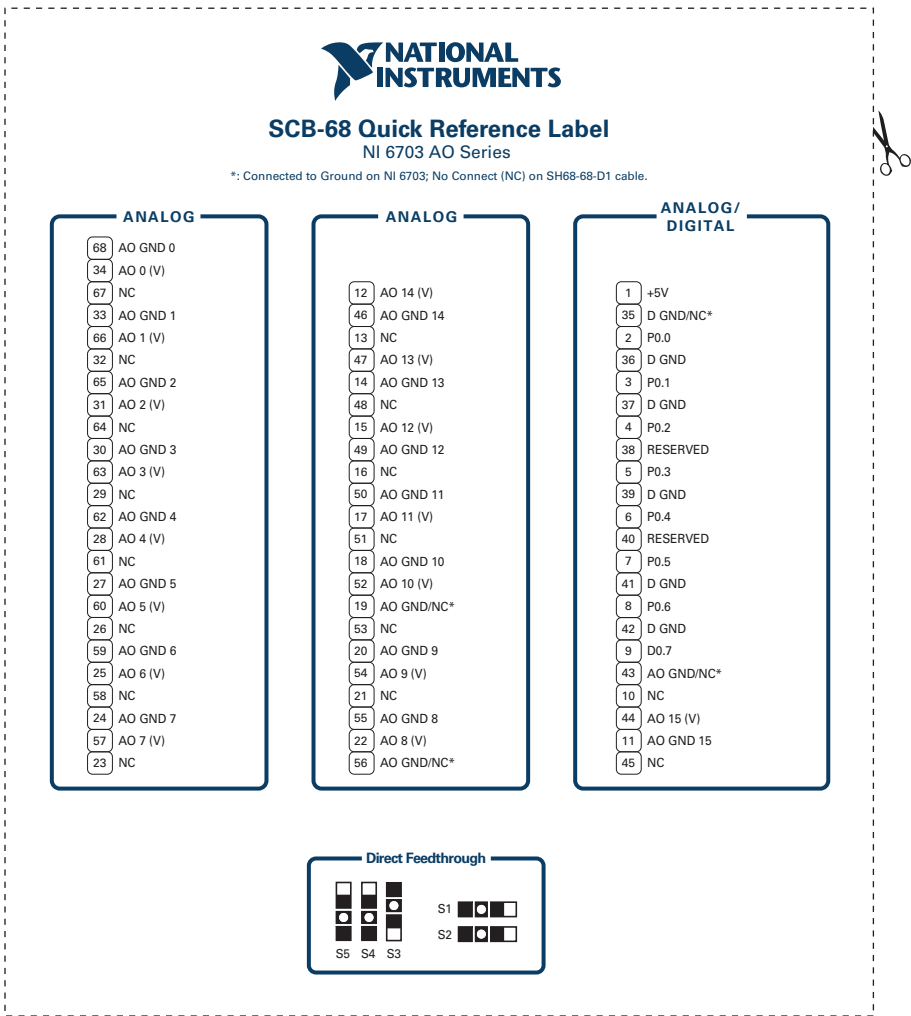 NATIONAL
INSTRUMENTS
SCB-68 Quick Reference Label
NI 6703 AO Series
*: Connected to Ground on NI 6703; No Connect (NC) on SH68-68-D1 cable.
ANALOG
68 AO GND 0
34 AO 0 (V)
67 NC
33 AO GND 1
66 AO 1 (V)
32 NC
65 AO GND 2
31 AO 2 (V)
64 NC
30 AO GND 3
63 AO 3 (V)
29 NC
62 AO GND 4
28 AO 4 (V)
61 NC
27 AO GND 5
60 AO 5 (V)
26 NC
59 AO GND 6
25 AO 6 (V)
58 NC
24 AO GND 7
57 AO 7 (V)
23 NC
ANALOG
12 AO 14 (V)
46 AO GND 14
13 NC
47 AO 13 (V)
14 AO GND 13
48 NC
15 AO 12 (V)
49 AO GND 12
16 NC
50 AO GND 11
17 AO 11 (V)
51 NC
18 AO GND 10
52 AO 10 (V)
19 AO GND/NC*
53 NC
20 AO GND 9
54 AO 9 (V)
21 NC
55 AO GND 8
22 AO 8 (V)
56 AO GND/NC*
ANALOG/
DIGITAL
1 +5V
35 D GND/NC*
2 P0.0
36 D GND
3 P0.1
37 D GND
4 P0.2
38 RESERVED
5 P0.3
39 D GND
6 P0.4
40 RESERVED
7 P0.5
41 D GND
8 P0.6
42 D GND
9 D0.7
43 AO GND/NC*
10 NC
44 AO 15 (V)
11 AO GND 15
45 NC
Direct Feedthrough
S1
S2
S5 S4 S3